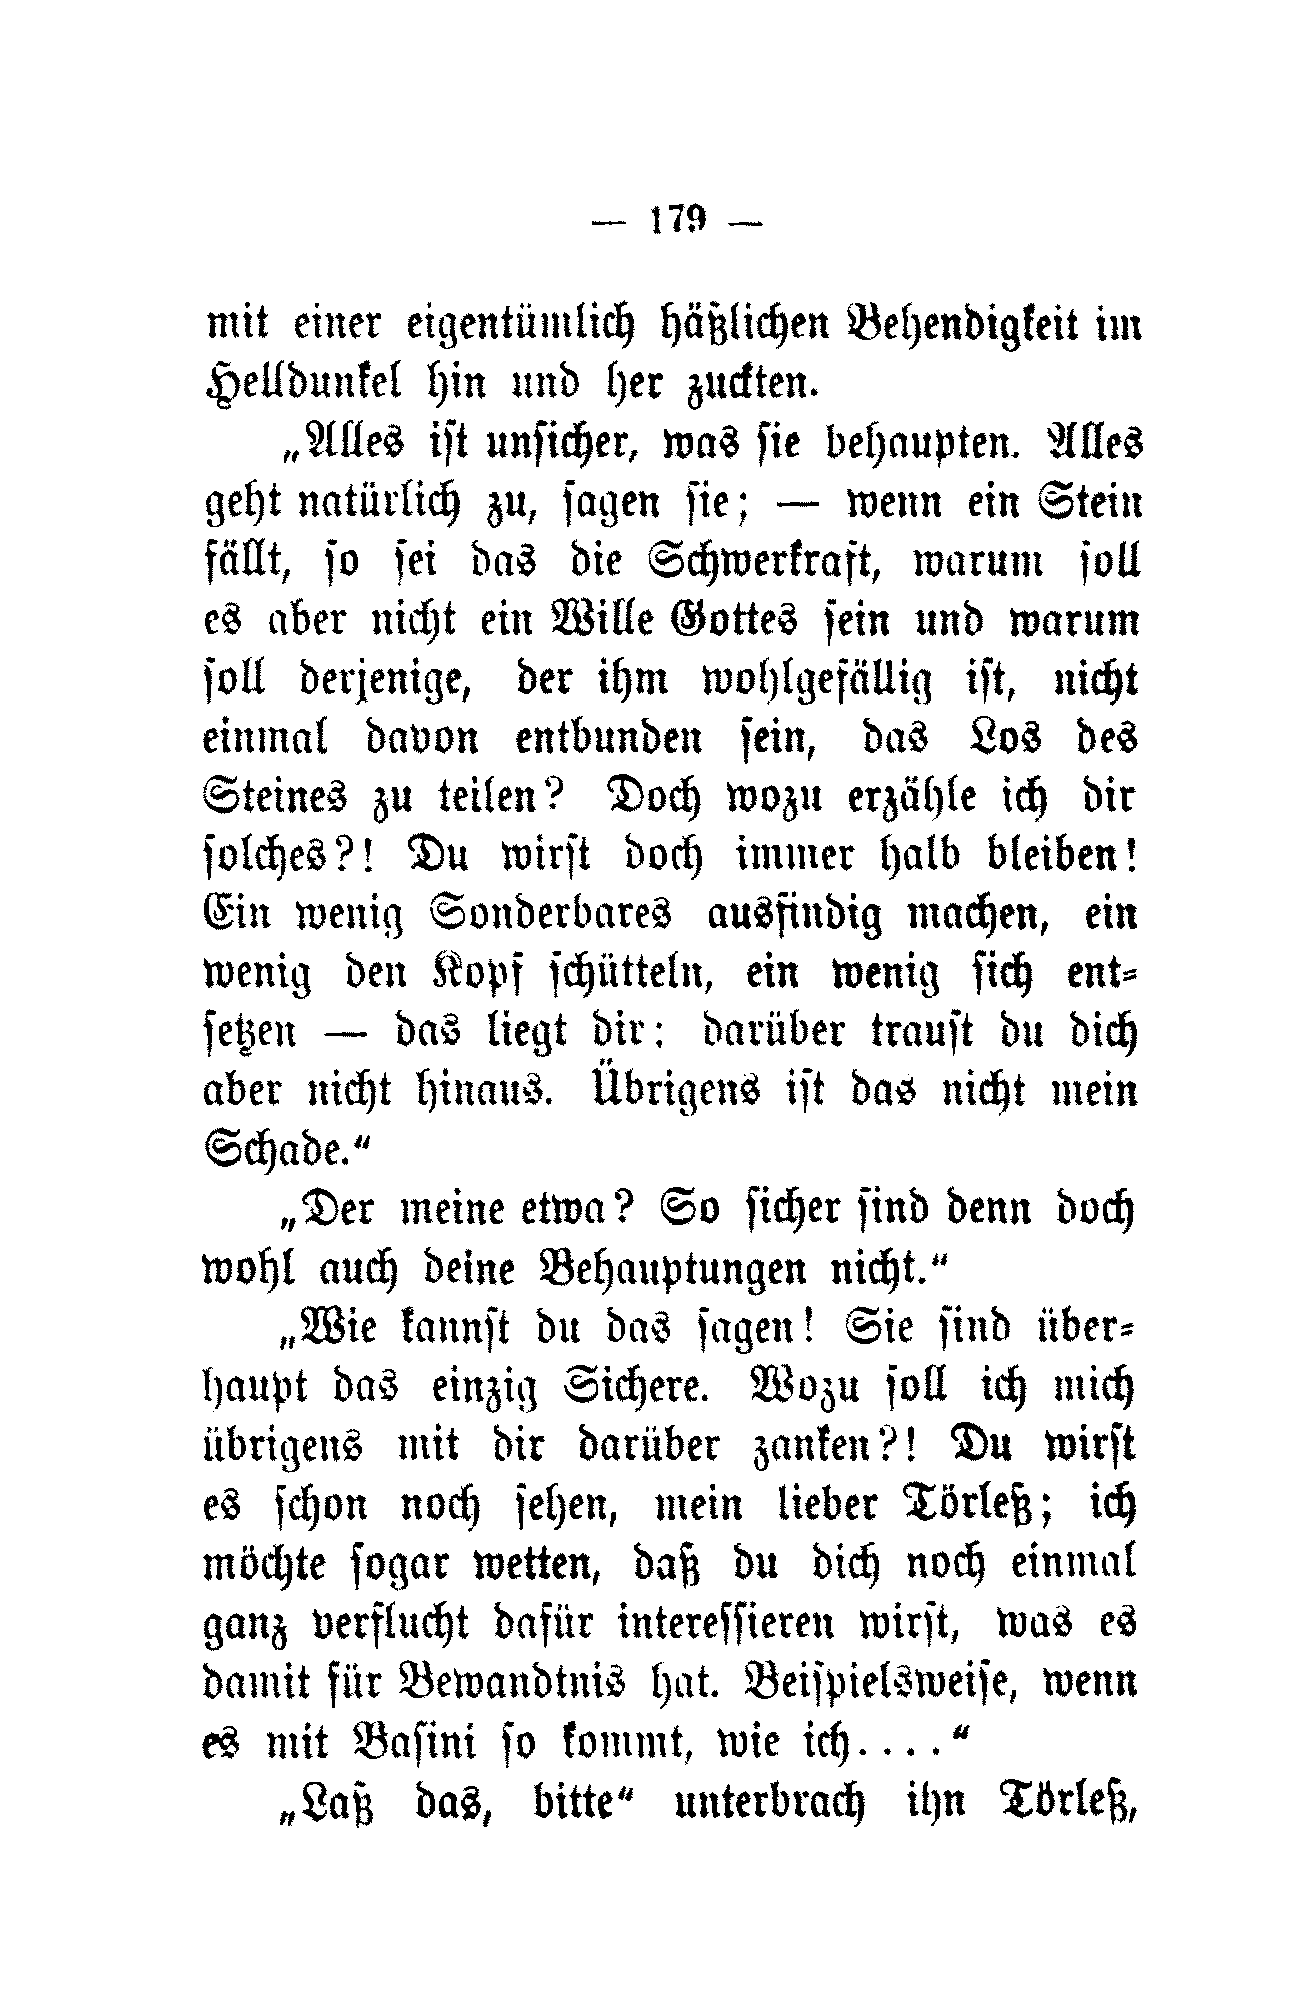 — 179 —
mit einer eigentümlich häßlichen Behendigkeit im
Helldunkel hin und her zuckten.
„Alles ist unsicher, was sie behaupten. Alles
geht natürlich zu, sagen sie; — wenn ein Stein
fällt, so sei das die Schwerkraft, warum soll
es aber nicht ein Wille Gottes sein und warum
soll derjenige, der ihm wohlgefällig ist, nicht
einmal davon entbunden sein, das Los des
Steines zu teilen? Doch wozu erzähle ich dir
solches?! Du wirst doch immer halb bleiben!
Ein wenig Sonderbares ausfindig machen, ein
wenig den Kopf schütteln, ein wenig sich ent-
setzen — das liegt dir: darüber traust du dich
aber nicht hinaus. Übrigens ist das nicht mein
Schade.“
„Der meine etwa? So sicher sind denn doch
wohl auch deine Behauptungen nicht.“
„Wie kannst du das sagen! Sie sind über-
haupt das einzig Sichere. Wozu soll ich mich
übrigens mit dir darüber zanken?! Du wirst
es schon noch sehen, mein lieber Törleß; ich
möchte sogar wetten, daß du dich noch einmal
ganz verflucht dafür interessieren wirst, was es
damit für Bewandtnis hat. Beispielsweise, wenn
es mit Basini so kommt, wie ich....“
„Laß das, bitte“ unterbrach ihn Törleß,